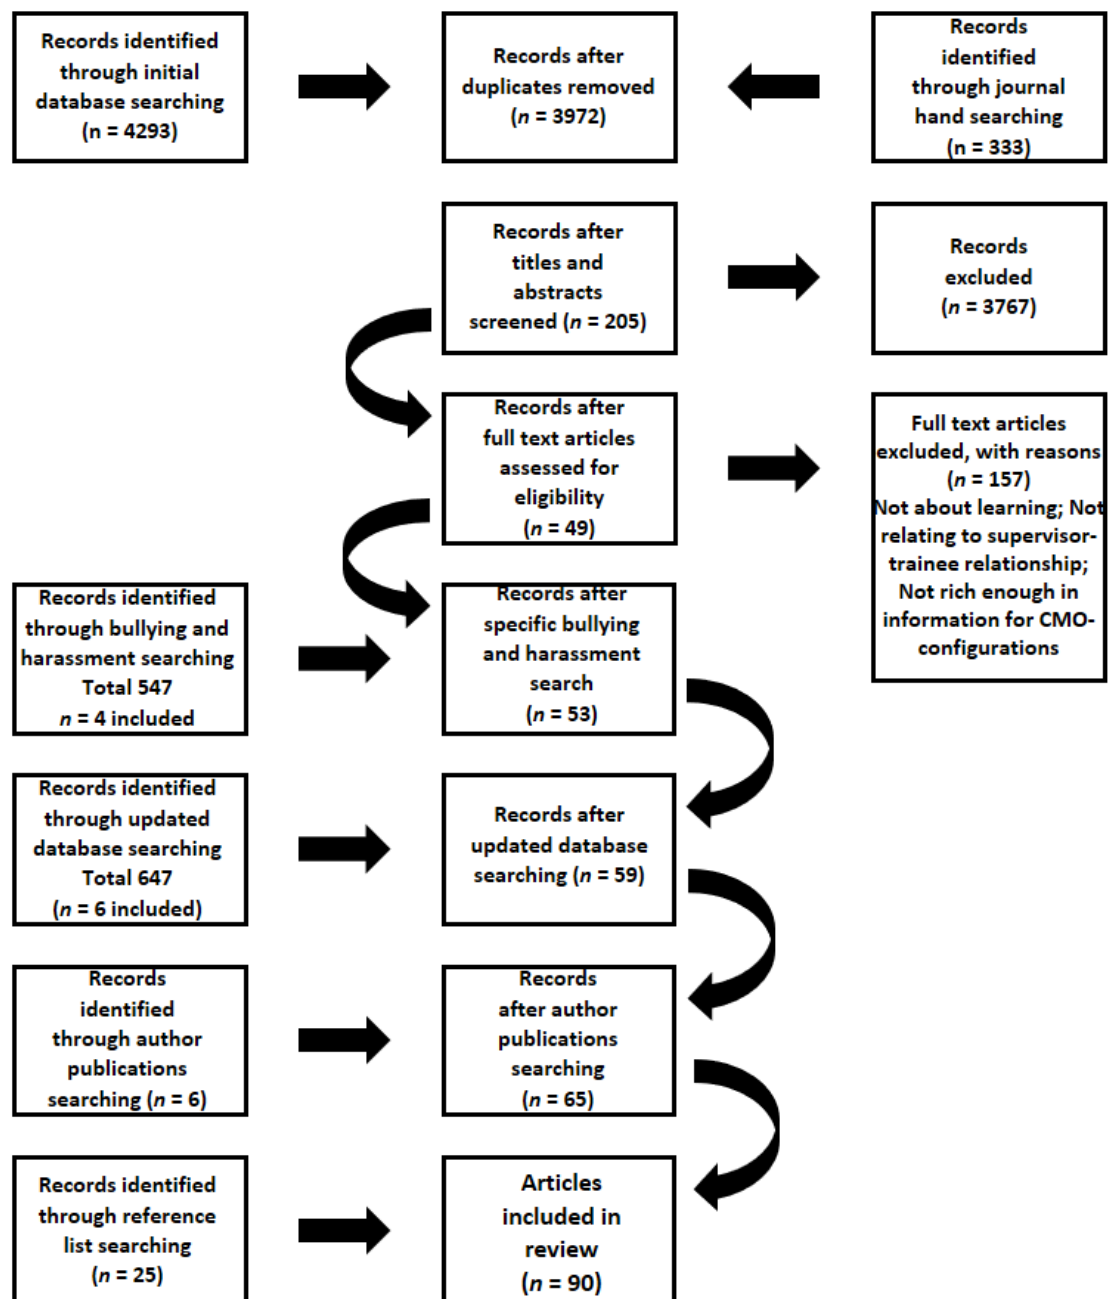 Records identified
through initial
database searching
(n = 4293)
Records after
duplicates removed
(n = 3972)
Records
identified
through journal
hand searching
(n = 333)
Records after
titles and
abstracts
screened (n = 205)
Records
excluded
(n = 3767)
Records after
full text articles
assessed for
eligibility
(n = 49)
Full text articles
excluded, with reasons
(n = 157)
Not about learning; Not
relating to supervisor-
trainee relationship;
Not rich enough in
information for CMO-
configurations
Records identified
through bullying and
harassment searching
Total 547
n = 4 included
Records after
specific bullying
and harassment
search
(n = 53)
Records identified
through updated
database searching
Total 647
(n = 6 included)
Records after
updated database
searching (n = 59)
Records
identified
through author
publications
searching (n = 6)
Records
after author
publications
searching
(n = 65)
Records identified
through reference
list searching
(n = 25)
Articles
included in
review
(n = 90)